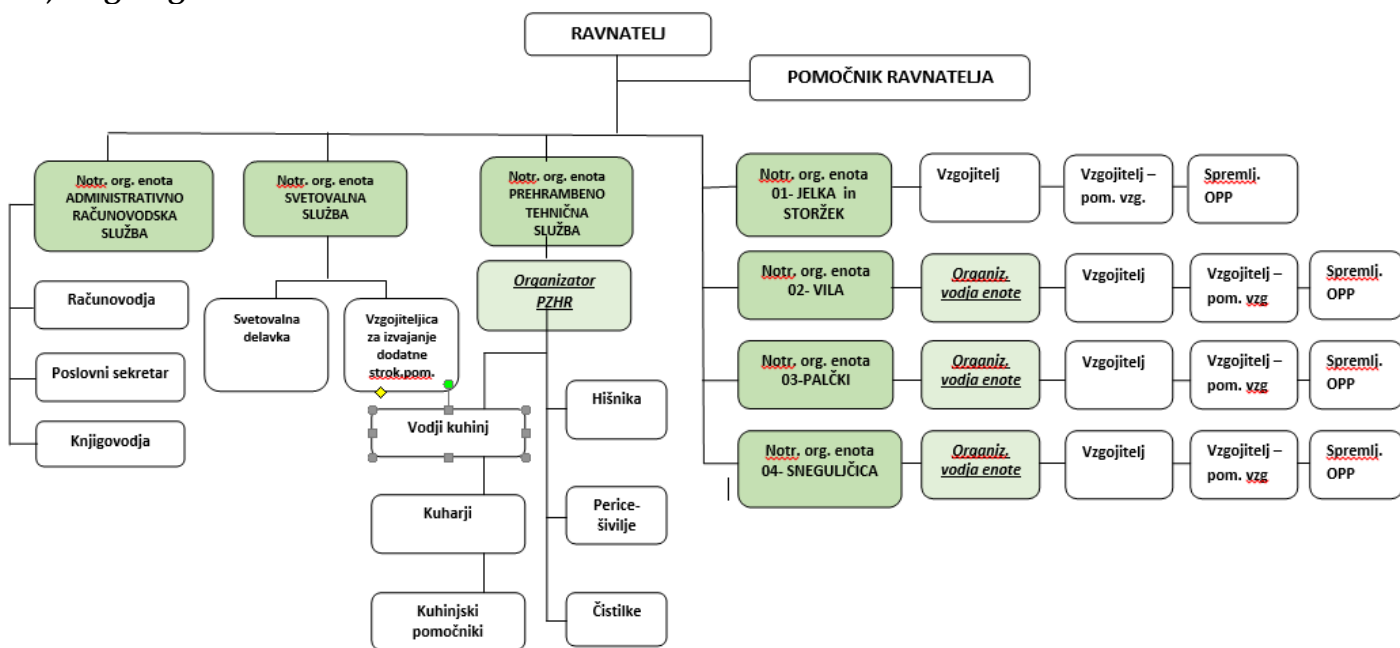 RAVNATELJ
POMOČNIK RAVNATELJA
Notr. org. enota
ADMINISTRATIVNO
RAČUNOVODSKA
SLUŽBA
Notr. org. enota
SVETOVALNA
SLUŽBA
Notr. org. enota
PREHRAMBENO
TEHNIČNA
SLUŽBA
Notr. org. enota
01- JELKA in
STORŽEK
Vzgojitelj
Vzgojitelj –
pom. vzg.
Spremlj.
OPP
Notr. org. enota
02- VILA
Organiz.
vodja enote
Vzgojitelj
Vzgojitelj –
pom. vzg
Spremlj.
OPP
Notr. org. enota
03-PALČKI
Organiz.
vodja enote
Vzgojitelj
Vzgojitelj –
pom. vzg
Spremlj.
OPP
Notr. org. enota
04- SNEGULJČICA
Organiz.
vodja enote
Vzgojitelj
Vzgojitelj –
pom. vzg
Spremlj.
OPP
Računovodja
Poslovni sekretar
Knjigovodja
Svetovalna
delavka
Vzgojiteljica
za izvajanje
dodatne
strok.pom.
Organizator
PZHR
Vodji kuhinj
Kuharji
Kuhinjski
pomočniki
Hišnika
Perice-
šivilje
Čistilke